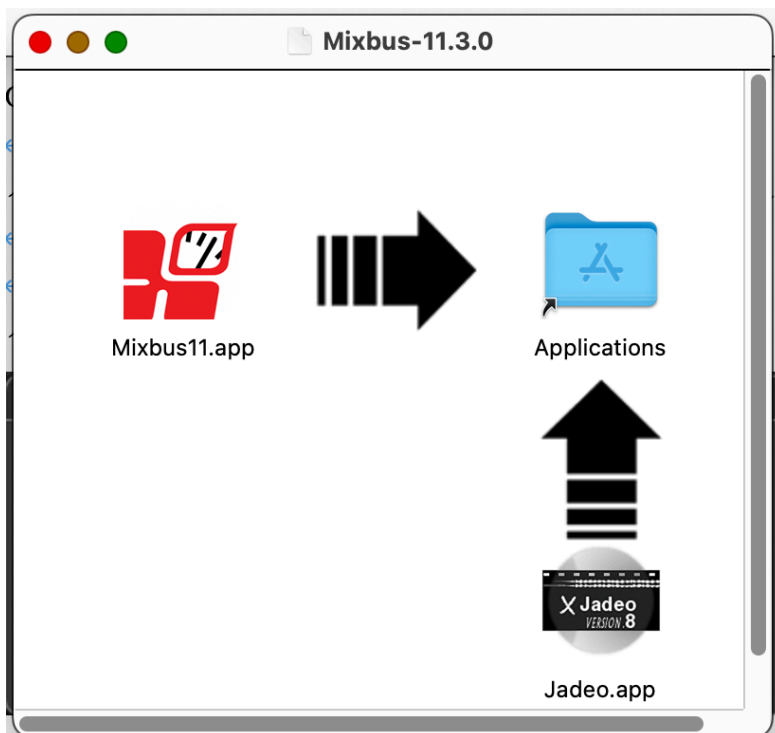 Mixbus-11.3.0
Mixbus11.app
Applications
X Jadeo
VERSION.8
Jadeo.app